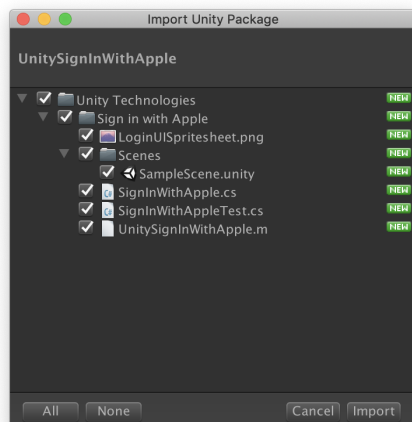 Import Unity Package
UnitySignInWithApple
Unity Technologies NEW
Sign in with Apple NEW
LoginUISpritesheet.png NEW
Scenes NEW
SampleScene.unity NEW
SignInWithApple.cs NEW
SignInWithAppleTest.cs NEW
UnitySignInWithApple.m NEW
All None Cancel Import